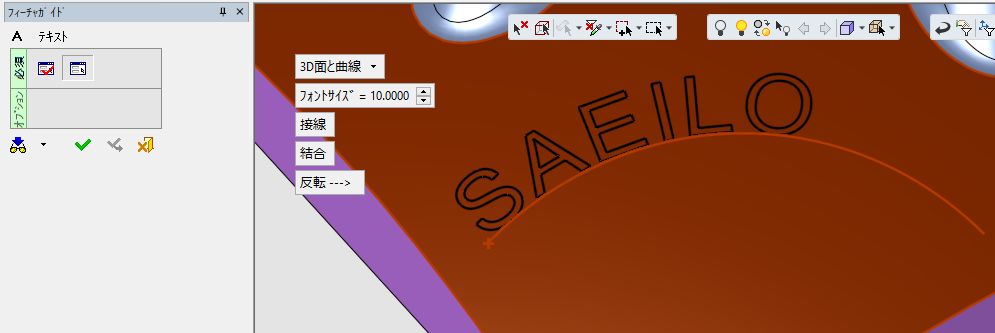 フィーチャガイド
A テキスト
必須
オプション
3D面と曲線
フォントサイズ = 10.0000
接線
結合
反転 --->
SAEILO